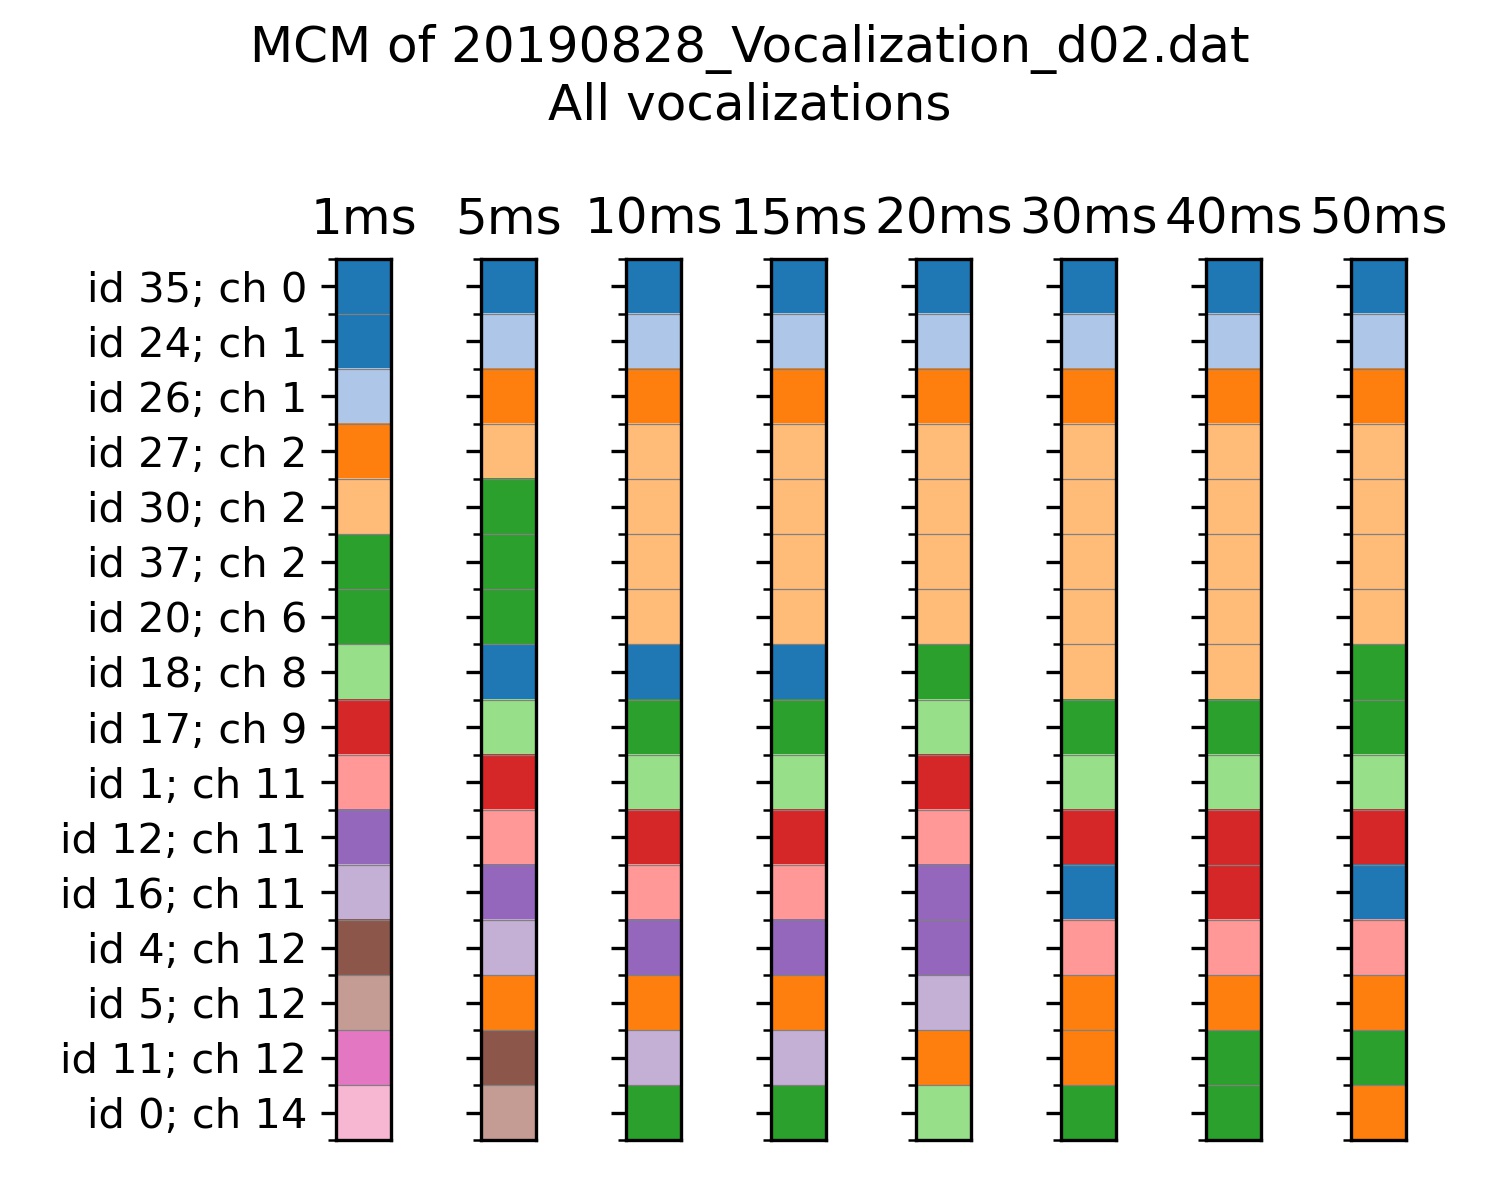 MCM of 20190828_Vocalization_d02.dat
All vocalizations
1ms 5ms 10ms 15ms 20ms 30ms 40ms 50ms
id 35; ch 0
id 24; ch 1
id 26; ch 1
id 27; ch 2
id 30; ch 2
id 37; ch 2
id 20; ch 6
id 18; ch 8
id 17; ch 9
id 1; ch 11
id 12; ch 11
id 16; ch 11
id 4; ch 12
id 5; ch 12
id 11; ch 12
id 0; ch 14